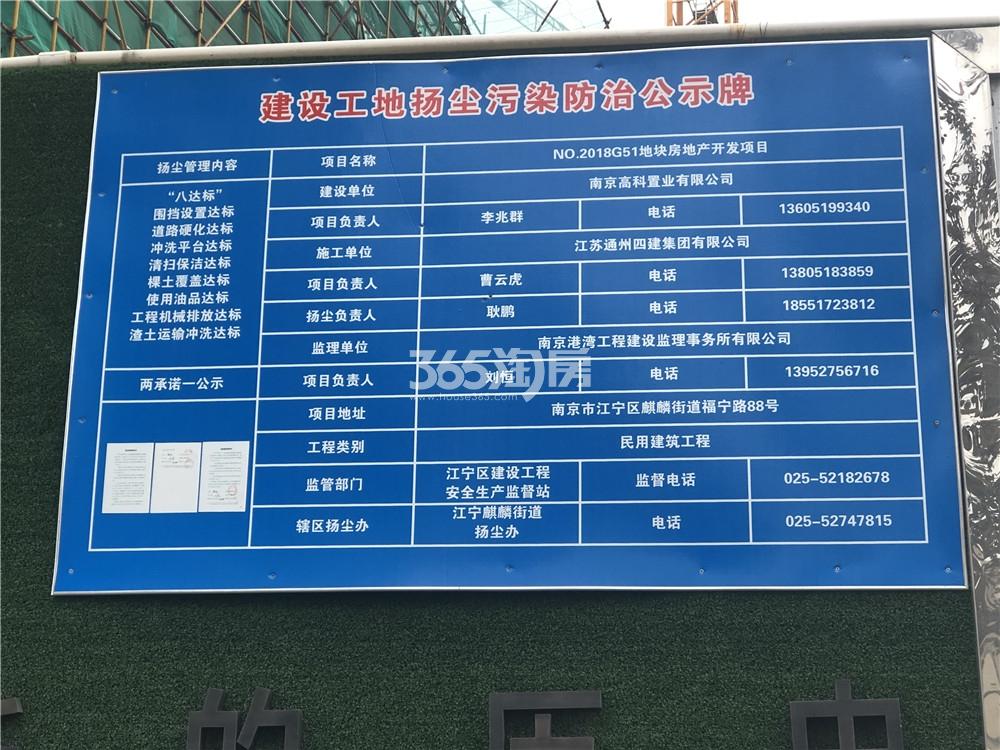 建设工地扬尘污染防治公示牌
扬尘管理内容 项目名称 NO.2018G51地块房地产开发项目
“八达标”
围挡设置达标
道路硬化达标
冲洗平台达标
清扫保洁达标
棵土覆盖达标
使用油品达标
工程机械排放达标
渣土运输冲洗达标
建设单位 南京高科置业有限公司
项目负责人 李兆群 电话 13605199340
施工单位 江苏通州四建集团有限公司
项目负责人 曹云虎 电话 13805183859
扬尘负责人 耿鹏 电话 18551723812
监理单位 南京港湾工程建设监理事务所有限公司
两承诺一公示 项目负责人 刘恒 电话 13952756716
项目地址 南京市江宁区麒麟街道福宁路88号
工程类别 民用建筑工程
监管部门 江宁区建设工程
安全生产监督站 监督电话 025-52182678
辖区扬尘办 江宁麒麟街道
扬尘办 电话 025-52747815
365淘房
www.house365.com
的